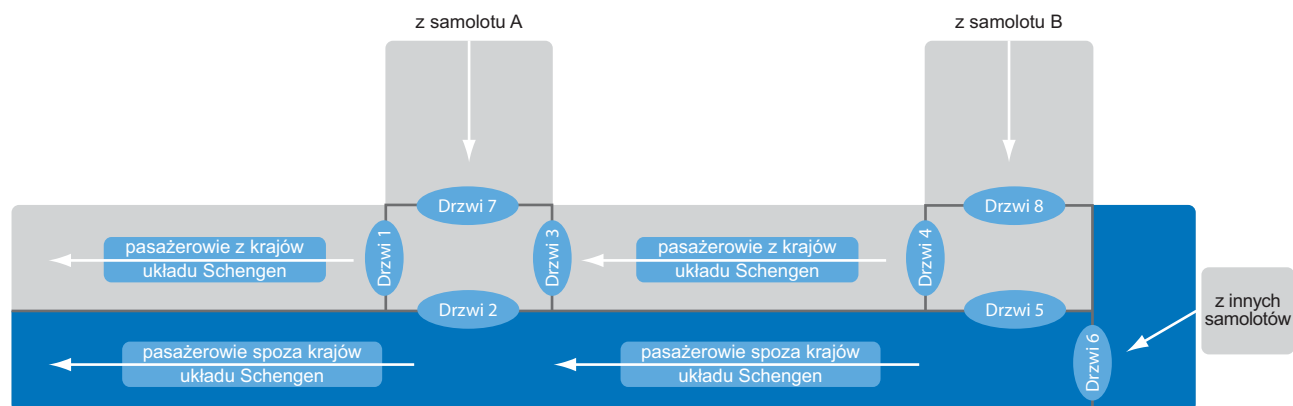 z samolotu A
z samolotu B
Drzwi 7
Drzwi 8
Drzwi 1
Drzwi 3
Drzwi 4
pasażerowie z krajów
układu Schengen
pasażerowie z krajów
układu Schengen
Drzwi 2
Drzwi 5
z innych
samolotów
Drzwi 6
pasażerowie spoza krajów
układu Schengen
pasażerowie spoza krajów
układu Schengen